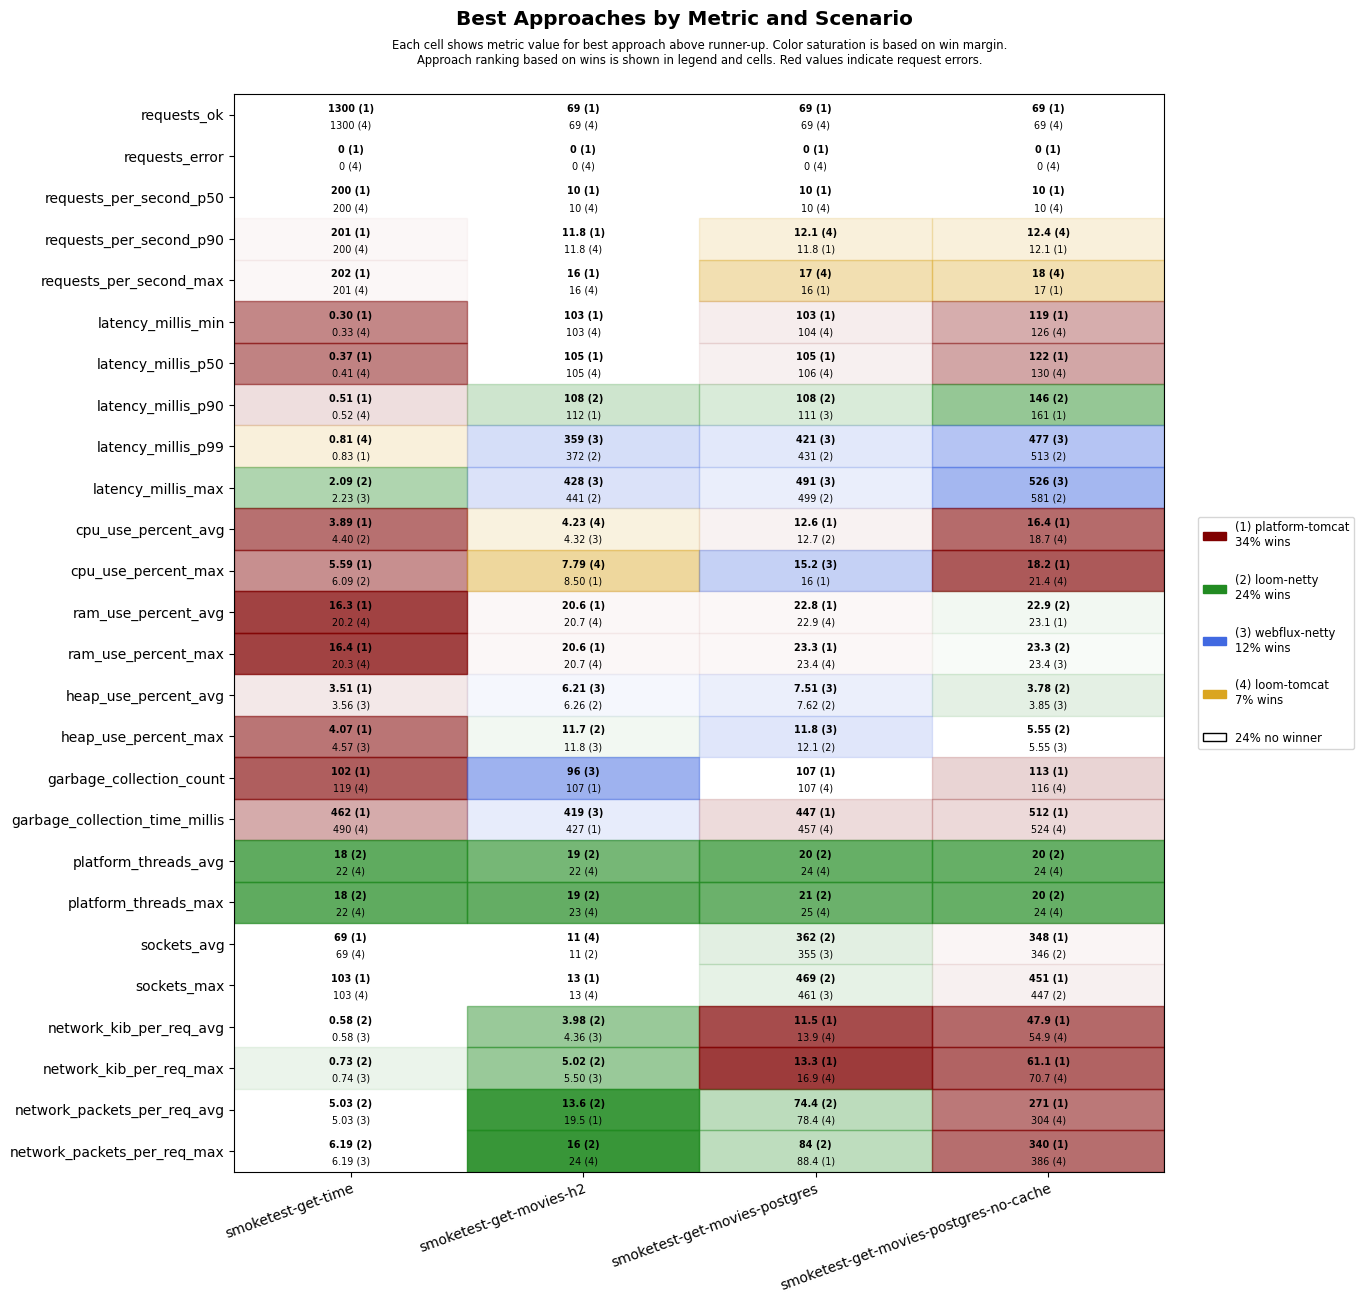 Best Approaches by Metric and Scenario
Each cell shows metric value for best approach above runner-up. Color saturation is based on win margin.
Approach ranking based on wins is shown in legend and cells. Red values indicate request errors.
requests_ok
1300 (1) 69 (1) 69 (1) 69 (1)
1300 (4) 69 (4) 69 (4) 69 (4)
requests_error
0 (1) 0 (1) 0 (1) 0 (1)
0 (4) 0 (4) 0 (4) 0 (4)
requests_per_second_p50
200 (1) 10 (1) 10 (1) 10 (1)
200 (4) 10 (4) 10 (4) 10 (4)
requests_per_second_p90
201 (1) 11.8 (1) 12.1 (4) 12.4 (4)
200 (4) 11.8 (4) 11.8 (1) 12.1 (1)
requests_per_second_max
202 (1) 16 (1) 17 (4) 18 (4)
201 (4) 16 (4) 16 (1) 17 (1)
latency_millis_min
0.30 (1) 103 (1) 103 (1) 119 (1)
0.33 (4) 103 (4) 104 (4) 126 (4)
latency_millis_p50
0.37 (1) 105 (1) 105 (1) 122 (1)
0.41 (4) 105 (4) 106 (4) 130 (4)
latency_millis_p90
0.51 (1) 108 (2) 108 (2) 146 (2)
0.52 (4) 112 (1) 111 (3) 161 (1)
latency_millis_p99
0.81 (4) 359 (3) 421 (3) 477 (3)
0.83 (1) 372 (2) 431 (2) 513 (2)
latency_millis_max
2.09 (2) 428 (3) 491 (3) 526 (3)
2.23 (3) 441 (2) 499 (2) 581 (2)
cpu_use_percent_avg
3.89 (1) 4.23 (4) 12.6 (1) 16.4 (1)
4.40 (2) 4.32 (3) 12.7 (2) 18.7 (4)
cpu_use_percent_max
5.59 (1) 7.79 (4) 15.2 (3) 18.2 (1)
6.09 (2) 8.50 (1) 16 (1) 21.4 (4)
ram_use_percent_avg
16.3 (1) 20.6 (1) 22.8 (1) 22.9 (2)
20.2 (4) 20.7 (4) 22.9 (4) 23.1 (1)
ram_use_percent_max
16.4 (1) 20.6 (1) 23.3 (1) 23.3 (2)
20.3 (4) 20.7 (4) 23.4 (4) 23.4 (3)
heap_use_percent_avg
3.51 (1) 6.21 (3) 7.51 (3) 3.78 (2)
3.56 (3) 6.26 (2) 7.62 (2) 3.85 (3)
heap_use_percent_max
4.07 (1) 11.7 (2) 11.8 (3) 5.55 (2)
4.57 (3) 11.8 (3) 12.1 (2) 5.55 (3)
garbage_collection_count
102 (1) 96 (3) 107 (1) 113 (1)
119 (4) 107 (1) 107 (4) 116 (4)
garbage_collection_time_millis
462 (1) 419 (3) 447 (1) 512 (1)
490 (4) 427 (1) 457 (4) 524 (4)
platform_threads_avg
18 (2) 19 (2) 20 (2) 20 (2)
22 (4) 22 (4) 24 (4) 24 (4)
platform_threads_max
18 (2) 19 (2) 21 (2) 20 (2)
22 (4) 23 (4) 25 (4) 24 (4)
sockets_avg
69 (1) 11 (4) 362 (2) 348 (1)
69 (4) 11 (2) 355 (3) 346 (2)
sockets_max
103 (1) 13 (1) 469 (2) 451 (1)
103 (4) 13 (4) 461 (3) 447 (2)
network_kib_per_req_avg
0.58 (2) 3.98 (2) 11.5 (1) 47.9 (1)
0.58 (3) 4.36 (3) 13.9 (4) 54.9 (4)
network_kib_per_req_max
0.73 (2) 5.02 (2) 13.3 (1) 61.1 (1)
0.74 (3) 5.50 (3) 16.9 (4) 70.7 (4)
network_packets_per_req_avg
5.03 (2) 13.6 (2) 74.4 (2) 271 (1)
5.03 (3) 19.5 (1) 78.4 (4) 304 (4)
network_packets_per_req_max
6.19 (2) 16 (2) 84 (2) 340 (1)
6.19 (3) 24 (4) 88.4 (1) 386 (4)
smoketest-get-time
smoketest-get-movies-h2
smoketest-get-movies-postgres
smoketest-get-movies-postgres-no-cache
(1) platform-tomcat
34% wins
(2) loom-netty
24% wins
(3) webflux-netty
12% wins
(4) loom-tomcat
7% wins
24% no winner